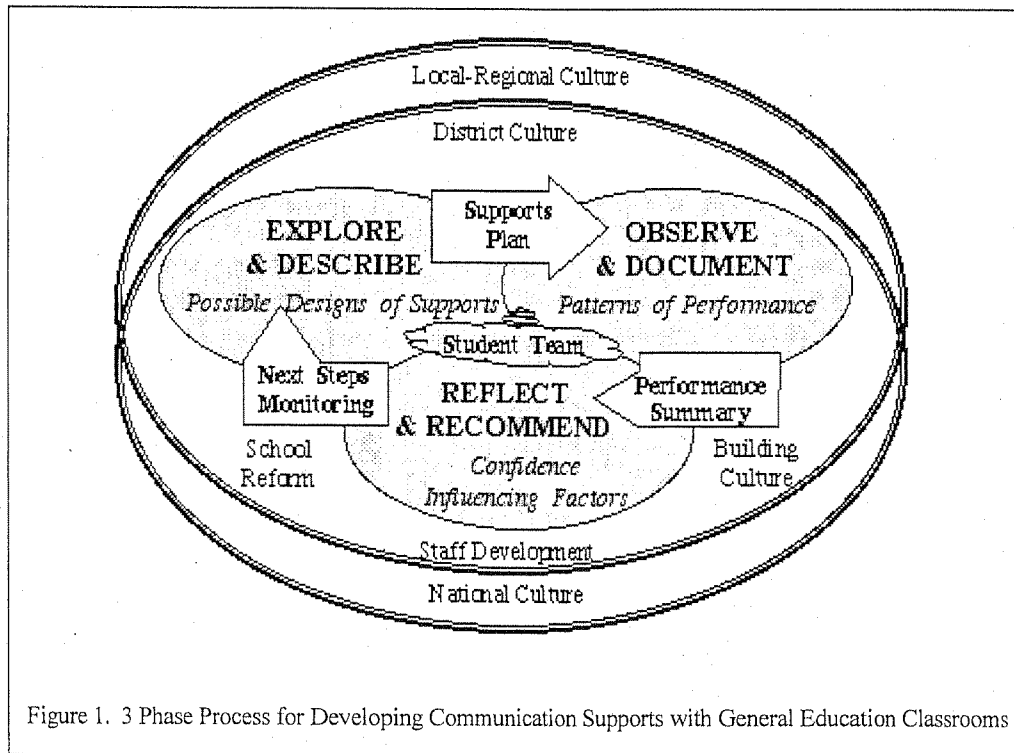 Local-Regional Culture
District Culture
Supports
Plan
EXPLORE
& DESCRIBE
Possible Designs of Supports
OBSERVE
& DOCUMENT
Patterns of Performance
Student Team
Next Steps
Monitoring
REFLECT
& RECOMMEND
Confidence
Influencing Factors
Performance
Summary
School
Reform
Building
Culture
Staff Development
National Culture
Figure 1. 3 Phase Process for Developing Communication Supports with General Education Classrooms